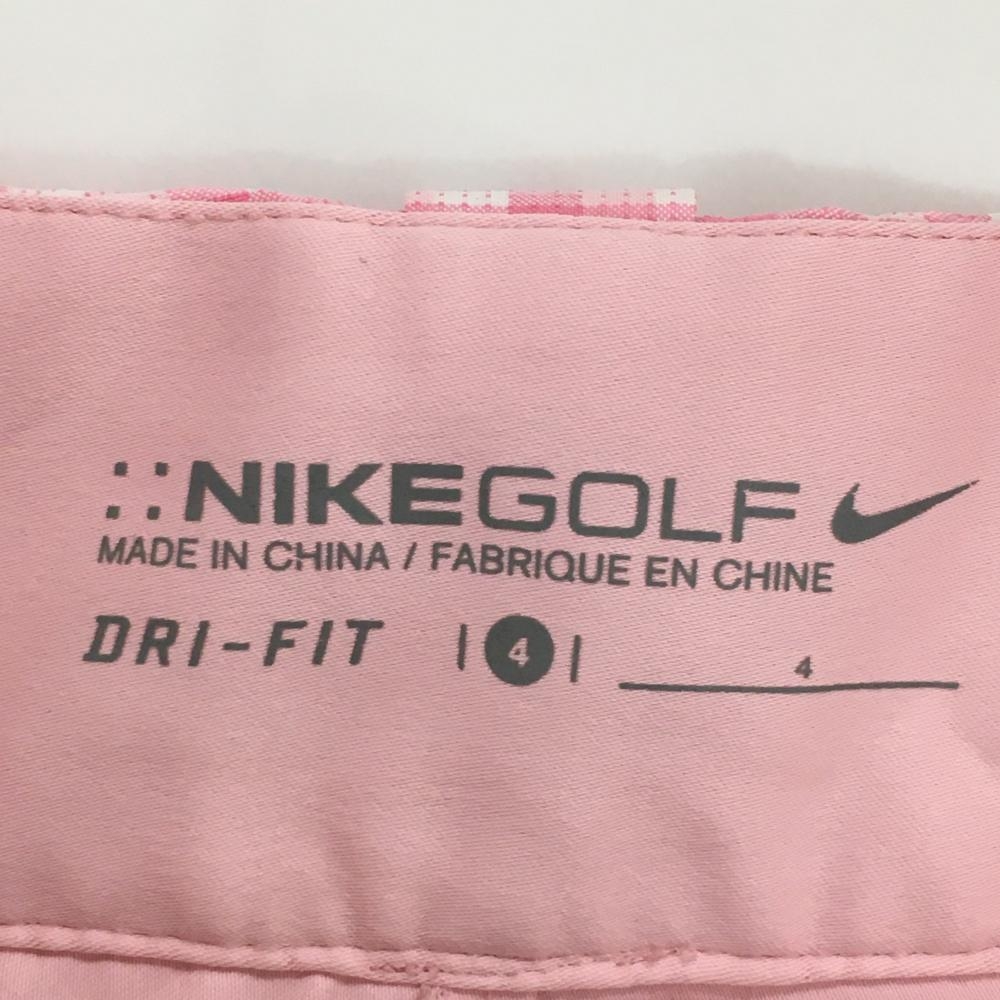 NIKEGOLF
MADE IN CHINA / FABRIQUE EN CHINE
DRI-FIT | 4 | 4